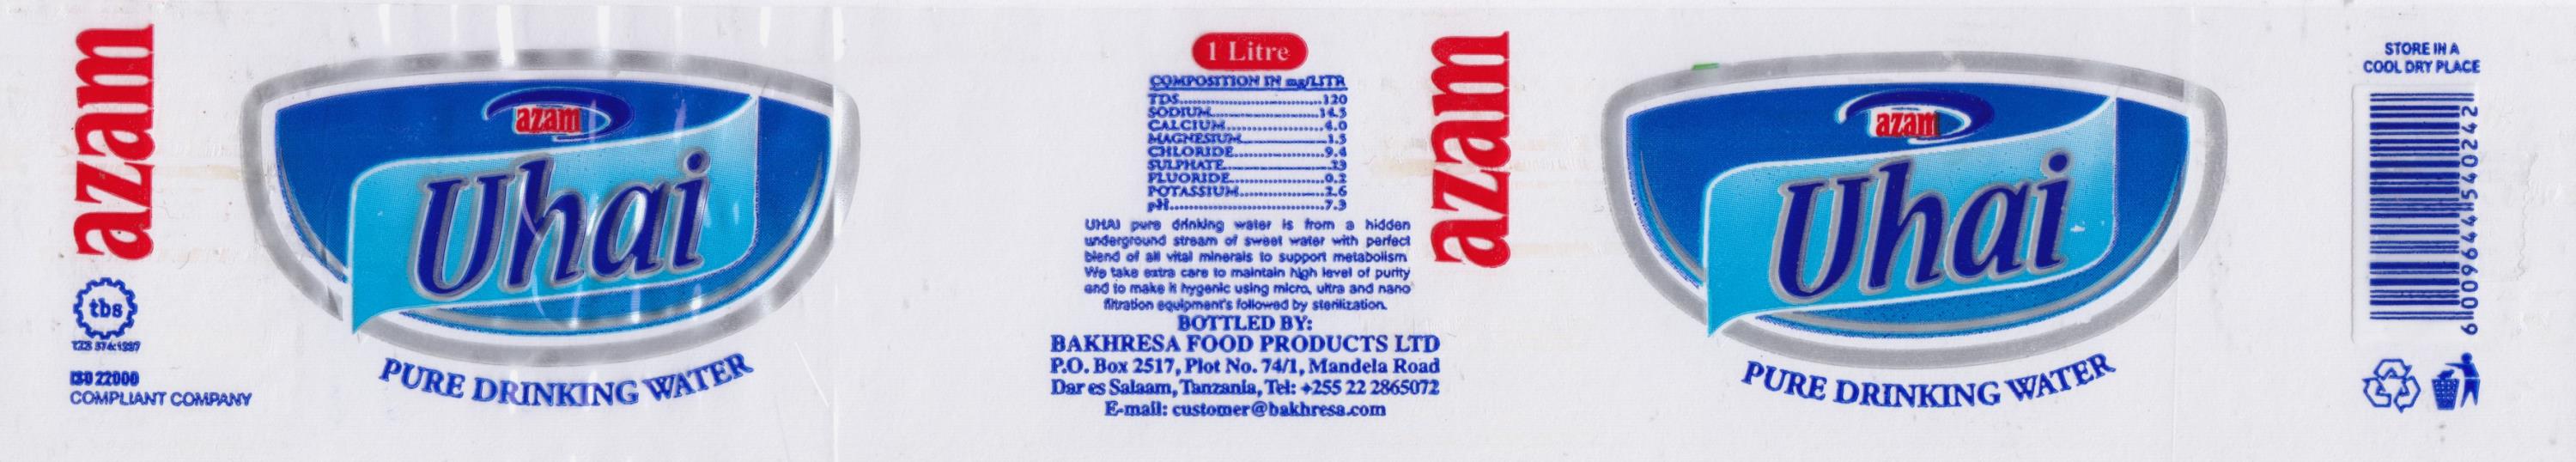 azam
tbs
TZS 574:1997
ISO 22000
COMPLIANT COMPANY
azam
Uhai
PURE DRINKING WATER
1 Litre
COMPOSITION IN mg/LITR
TDS..............................120
SODIUM..............................14.5
CALCIUM..............................4.0
MAGNESIUM..............................1.5
CHLORIDE..............................9.4
SULPHATE..............................
FLUORIDE..............................0.2
POTASSIUM..............................2.6
pH..............................7.3
UHAI pure drinking water is from a hidden
underground stream of sweet water with perfect
blend of all vital minerals to support metabolism
We take extra care to maintain high level of purity
and to make it hygenic using micro, ultra and nano
filtration equipment's followed by sterilization.
BOTTLED BY:
BAKHRESA FOOD PRODUCTS LTD
P.O. Box 2517, Plot No. 74/1, Mandela Road
Dar es Salaam, Tanzania, Tel: +255 22 2865072
E-mail: customer@bakhresa.com
azam
azam
Uhai
PURE DRINKING WATER
STORE IN A
COOL DRY PLACE
6009644540242